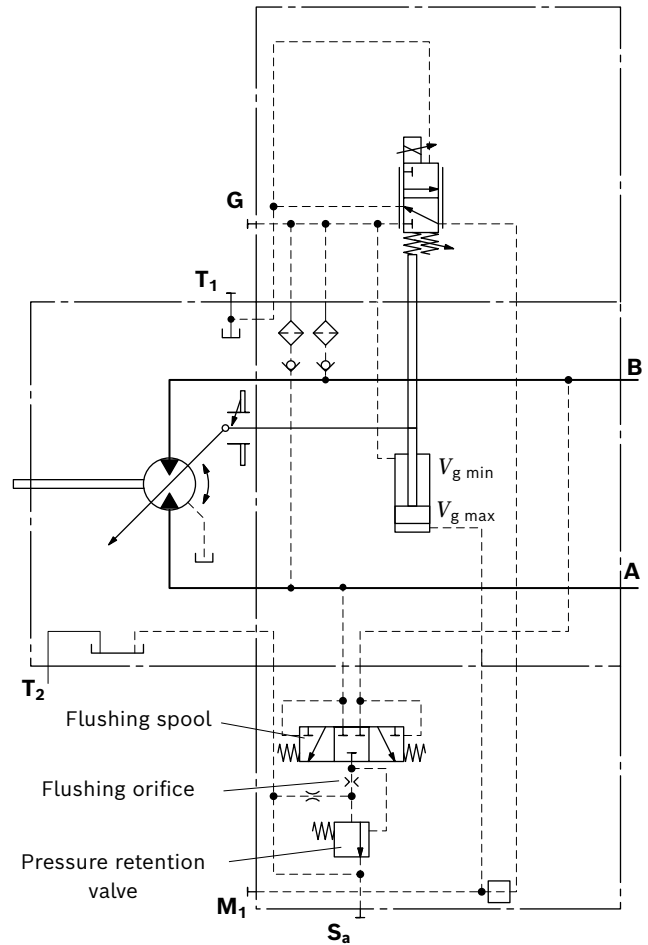 G
T1
B
Vg min
Vg max
A
T2
Flushing spool
Flushing orifice
Pressure retention
valve
M1
Sa